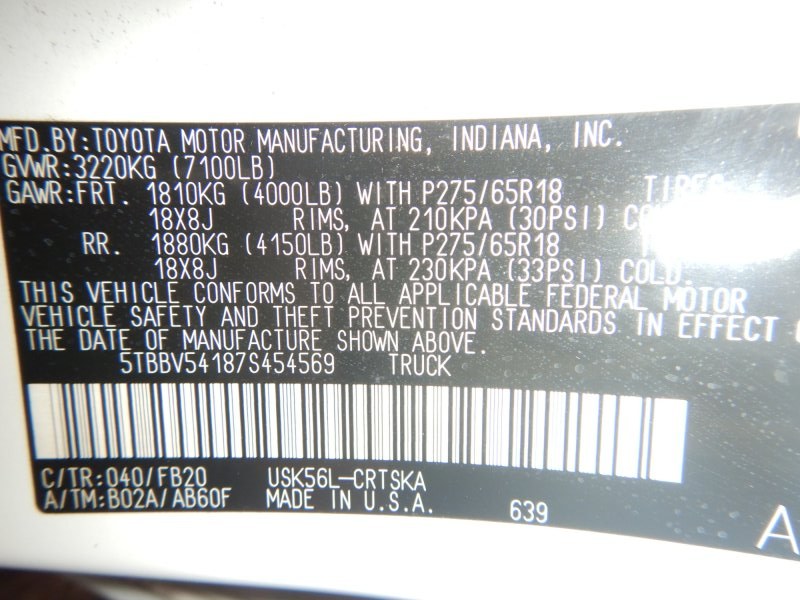 MFD.BY:TOYOTA MOTOR MANUFACTURING, INDIANA, INC.
GVWR:3220KG (7100LB)
GAWR:FRT. 1810KG (4000LB) WITH P275/65R18 TIRES
18X8J RIMS, AT 210KPA (30PSI)
RR. 1880KG (4150LB) WITH P275/65R18
18X8J RIMS, AT 230KPA (33PSI) COLD.
THIS VEHICLE CONFORMS TO ALL APPLICABLE FEDERAL MOTOR
VEHICLE SAFETY AND THEFT PREVENTION STANDARDS IN EFFECT
THE DATE OF MANUFACTURE SHOWN ABOVE.
5TBBV54187S454569 TRUCK
C/TR:040/FB20 USK56L-CRTSKA
A/TM:B02A/AB60F MADE IN U.S.A. 639
A